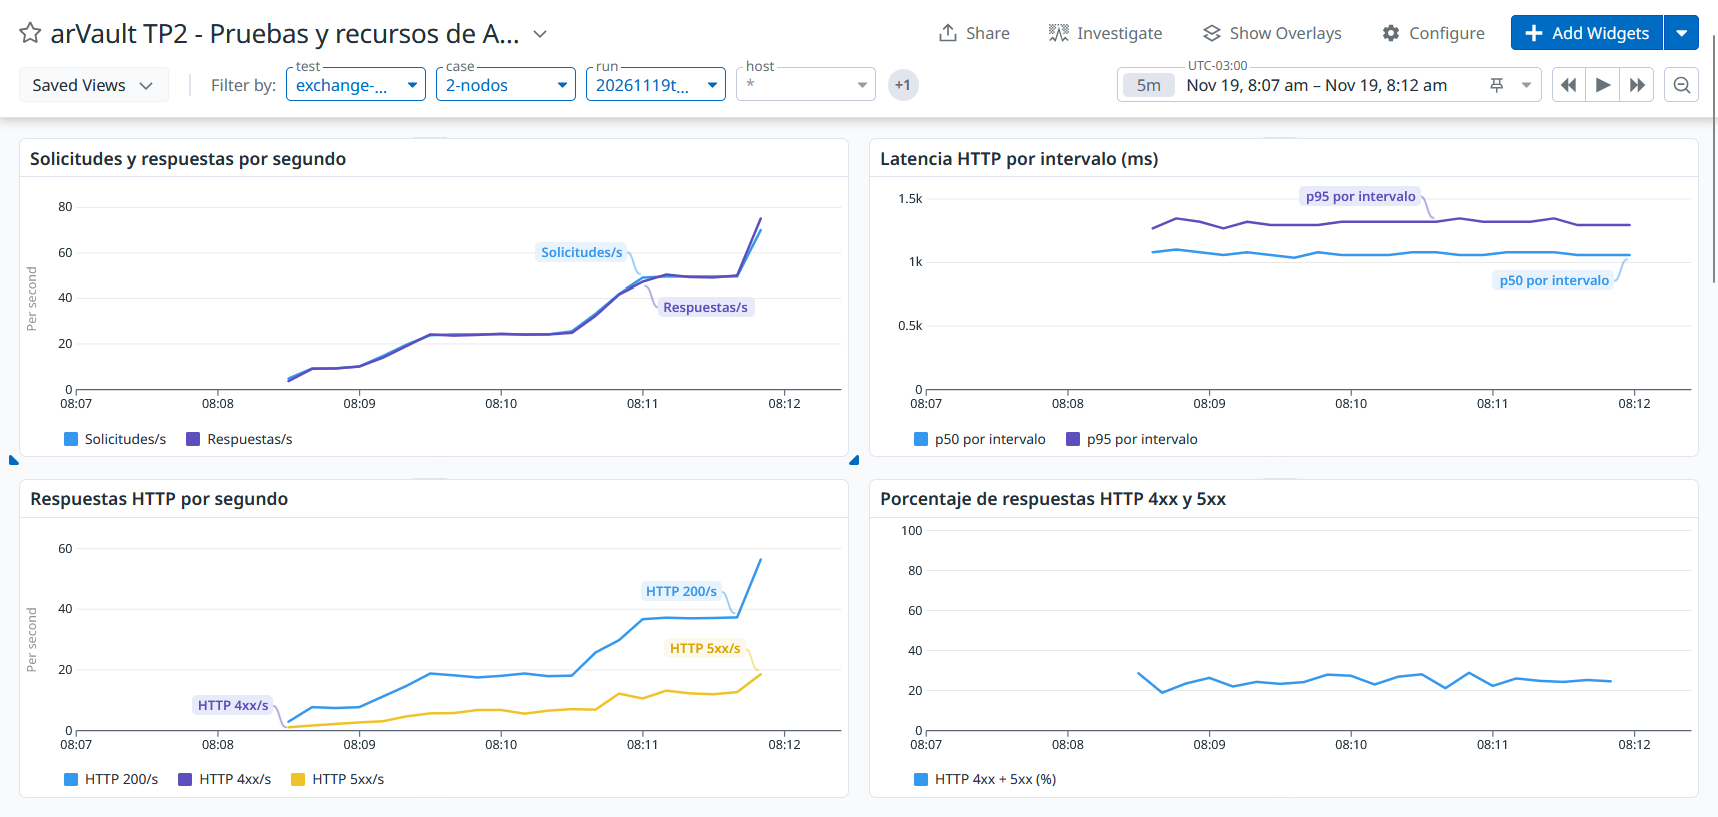 arVault TP2 - Pruebas y recursos de A...
Share
Investigate
Show Overlays
Configure
Add Widgets
Saved Views
Filter by:
test
exchange-...
case
2-nodos
run
20261119t...
host
*
+1
UTC-03:00
5m
Nov 19, 8:07 am – Nov 19, 8:12 am
Solicitudes y respuestas por segundo
Per second
80
60
40
20
0
Solicitudes/s
Respuestas/s
08:07
08:08
08:09
08:10
08:11
08:12
Solicitudes/s
Respuestas/s
Latencia HTTP por intervalo (ms)
1.5k
1k
0.5k
0
p95 por intervalo
p50 por intervalo
08:07
08:08
08:09
08:10
08:11
08:12
p50 por intervalo
p95 por intervalo
Respuestas HTTP por segundo
Per second
60
40
20
0
HTTP 200/s
HTTP 5xx/s
HTTP 4xx/s
08:07
08:08
08:09
08:10
08:11
08:12
HTTP 200/s
HTTP 4xx/s
HTTP 5xx/s
Porcentaje de respuestas HTTP 4xx y 5xx
100
80
60
40
20
0
08:07
08:08
08:09
08:10
08:11
08:12
HTTP 4xx + 5xx (%)